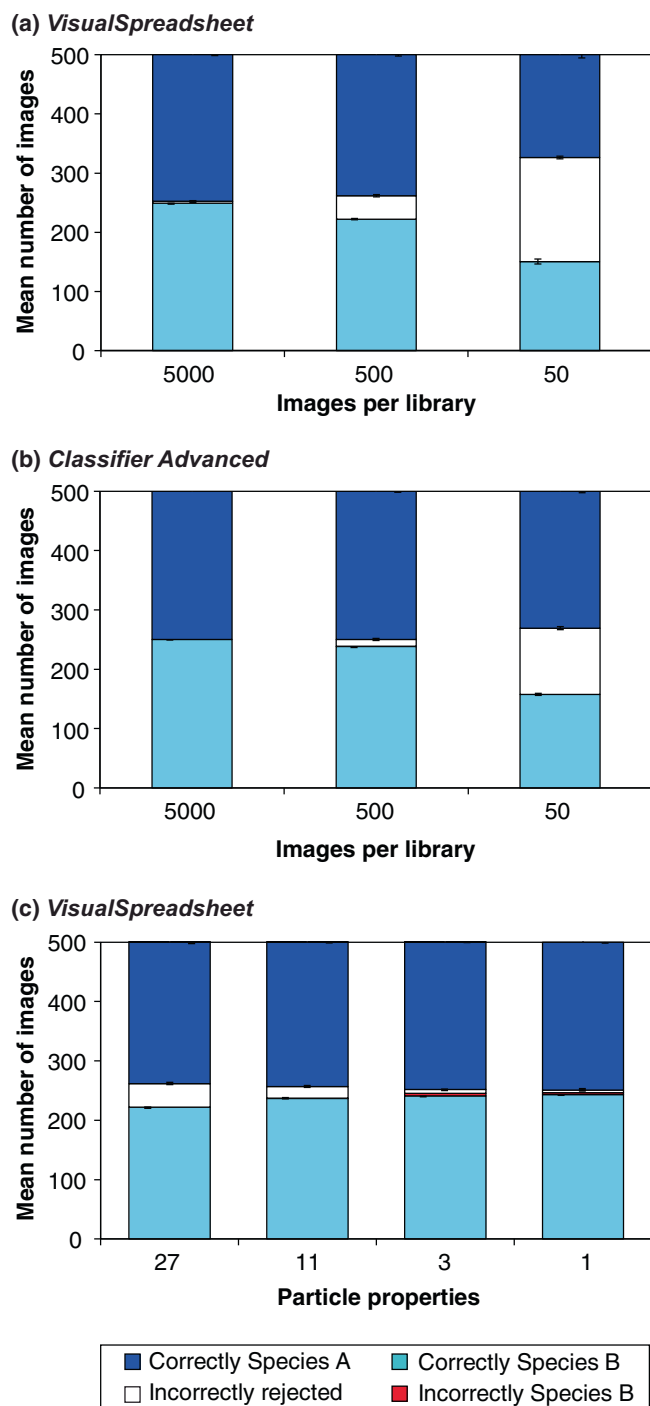 (a) VisualSpreadsheet
500
400
300
200
100
0
Mean number of images
5000 500 50
Images per library
(b) Classifier Advanced
500
400
300
200
100
0
Mean number of images
5000 500 50
Images per library
(c) VisualSpreadsheet
500
400
300
200
100
0
Mean number of images
27 11 3 1
Particle properties
Correctly Species A Correctly Species B
Incorrectly rejected Incorrectly Species B